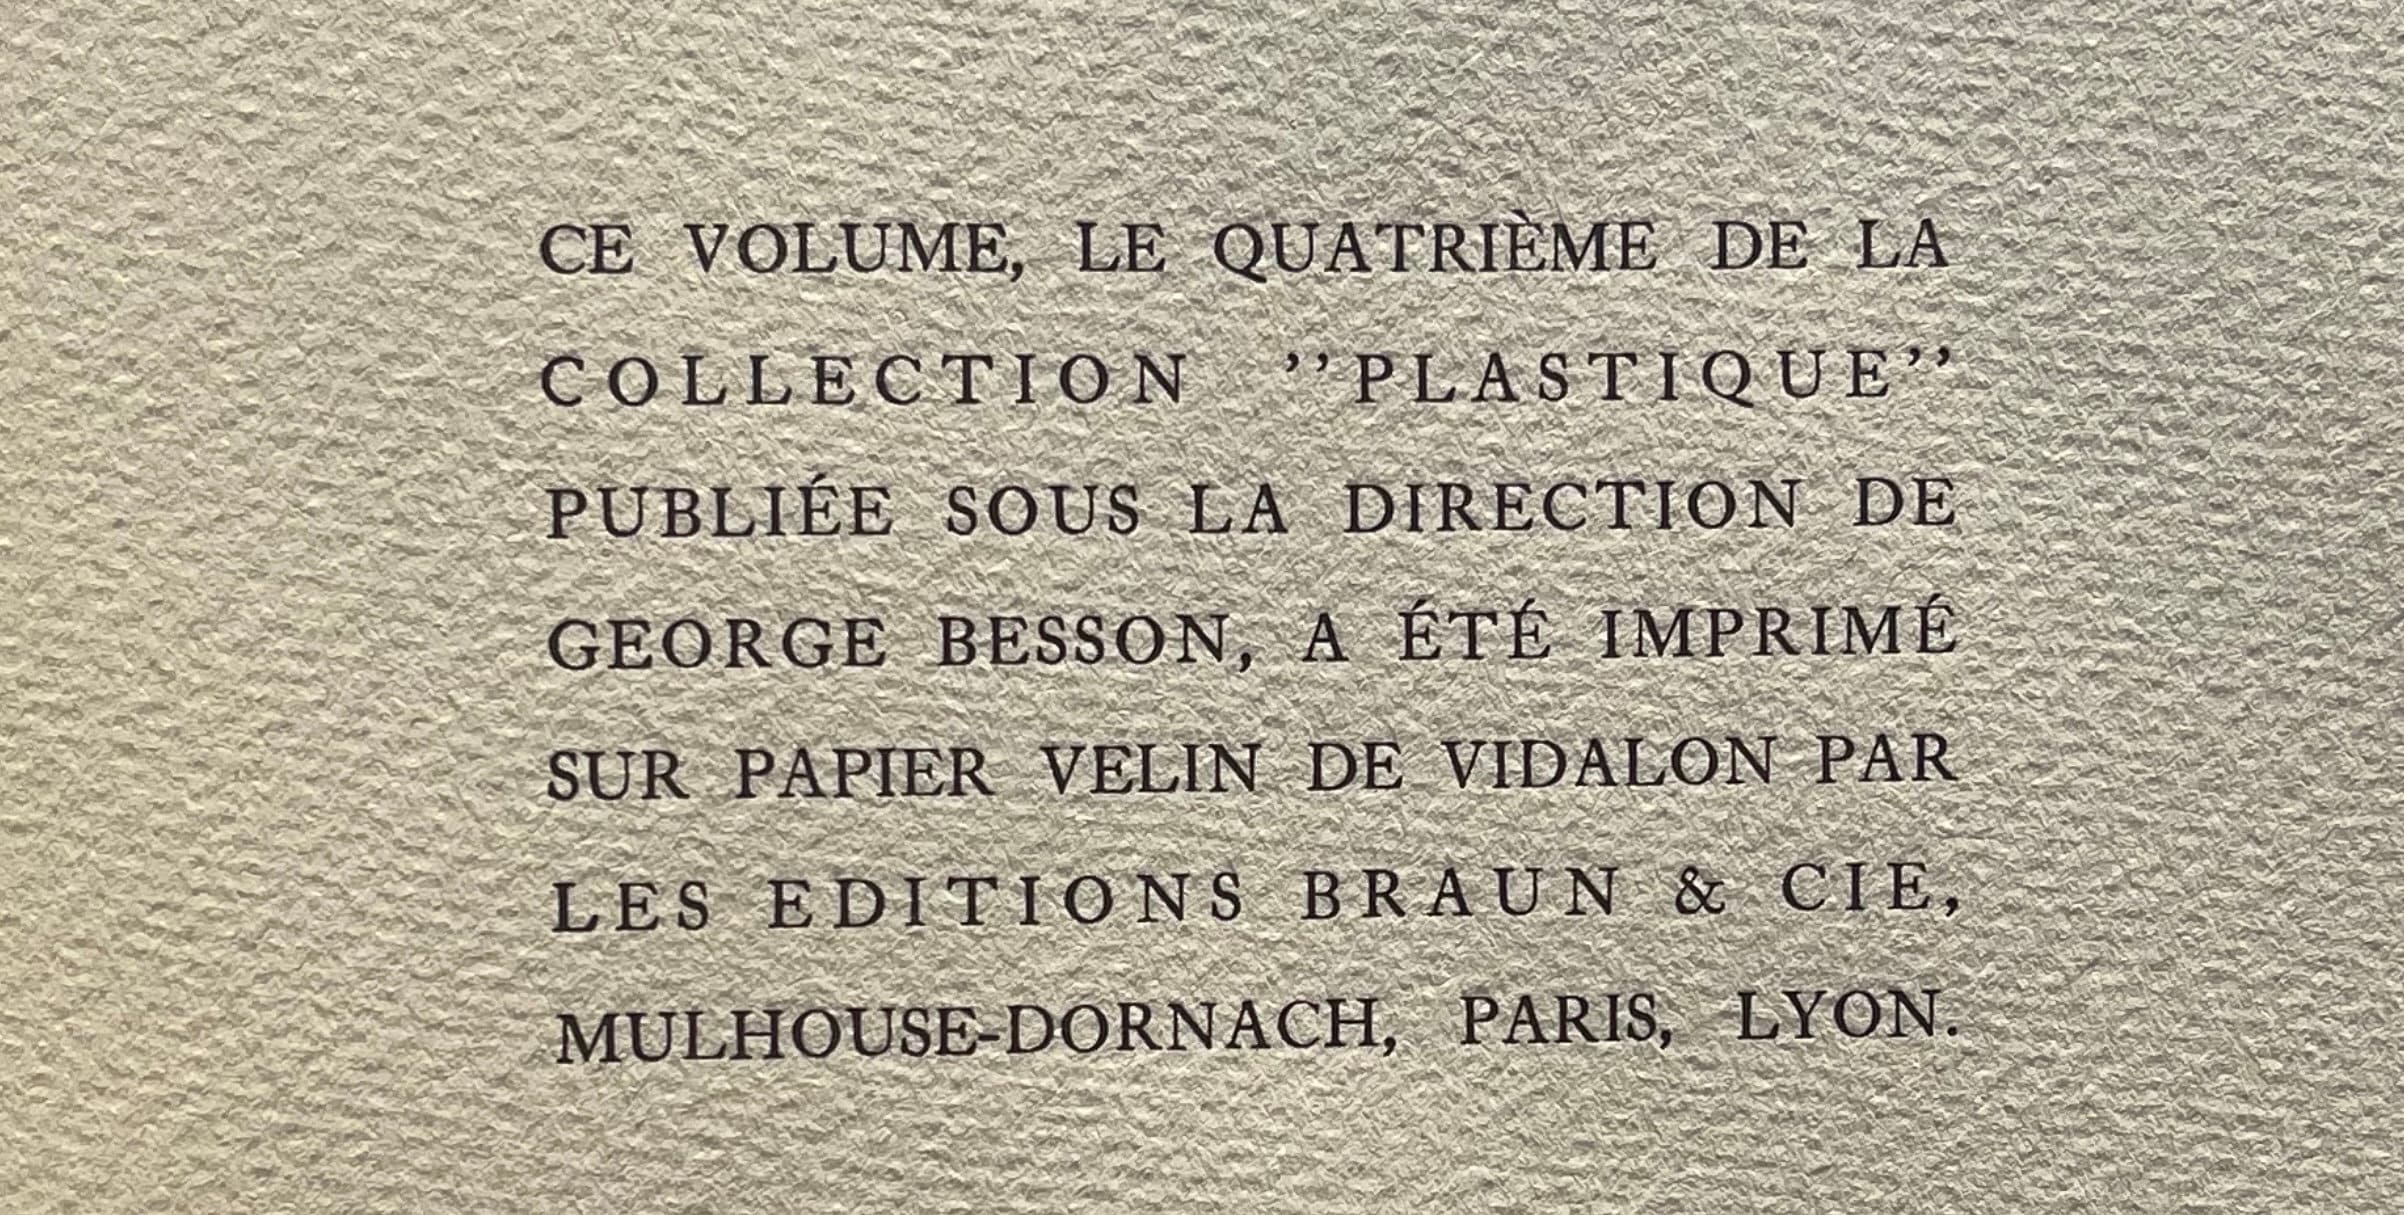 CE VOLUME, LE QUATRIÈME DE LA
COLLECTION ’’PLASTIQUE’’
PUBLIÉE SOUS LA DIRECTION DE
GEORGE BESSON, A ÉTÉ IMPRIMÉ
SUR PAPIER VELIN DE VIDALON PAR
LES EDITIONS BRAUN & CIE,
MULHOUSE-DORNACH, PARIS, LYON.